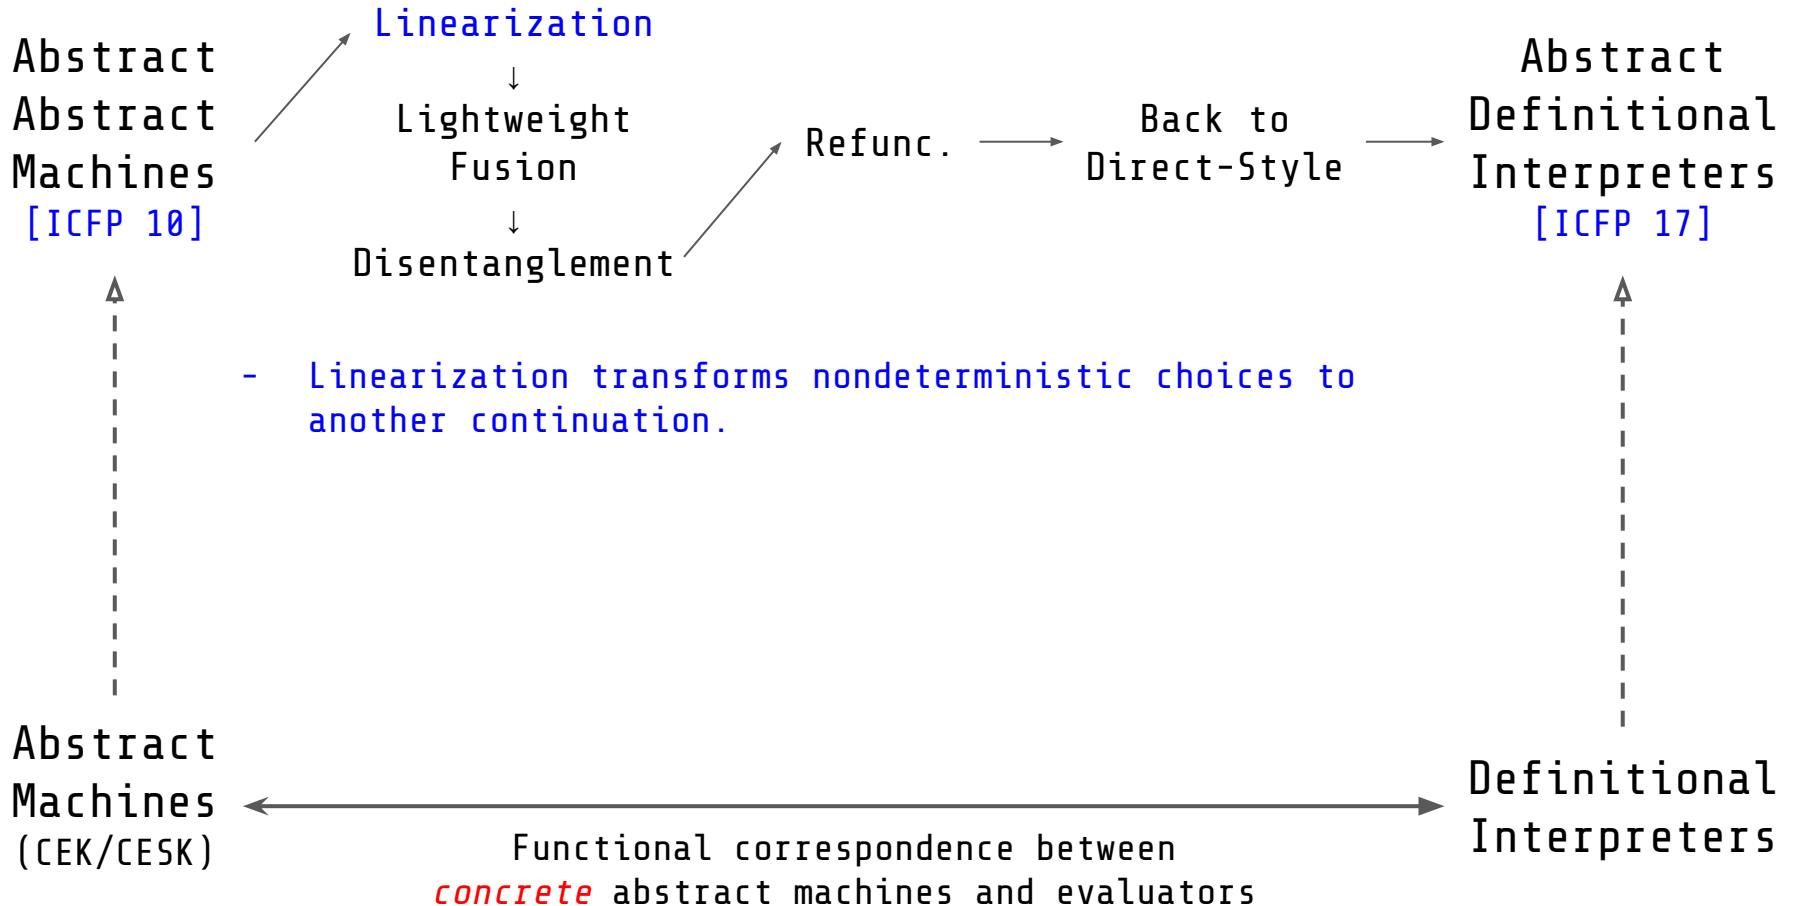 Abstract
Abstract
Machines
[ICFP 10]
Linearization
↓
Lightweight
Fusion
↓
Disentanglement
Refunc.
Back to
Direct-Style
Abstract
Definitional
Interpreters
[ICFP 17]
- Linearization transforms nondeterministic choices to
another continuation.
Abstract
Machines
(CEK/CESK)
Functional correspondence between
concrete abstract machines and evaluators
Definitional
Interpreters